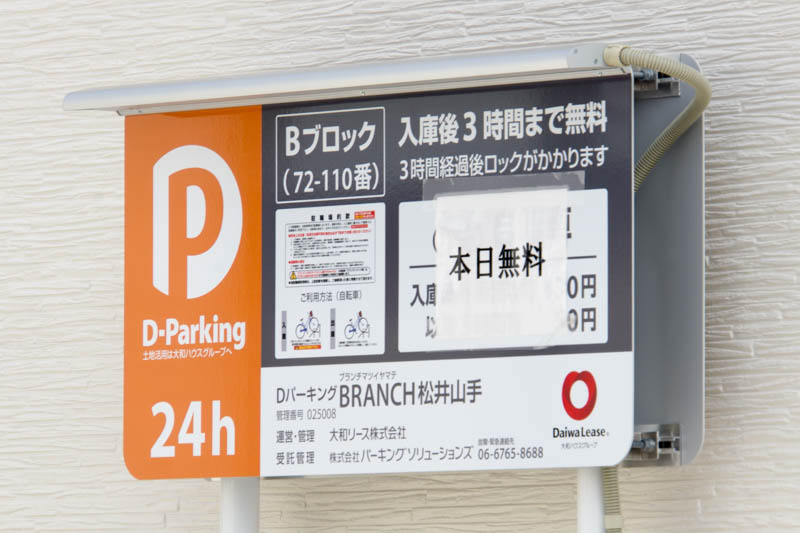 D-Parking
土地活用は大和ハウスグループへ
24h
Bブロック
(72-110番)
入庫後3時間まで無料
3時間経過後ロックがかかります
駐輪場約款
ご利用方法(自転車)
本日無料
入庫
0円
以
0円
ブランチマツイヤマテ
Dパーキング BRANCH松井山手
管理番号 025008
運営・管理 大和リース株式会社
故障・緊急連絡先
受託管理 株式会社パーキングソリューションズ 06-6765-8688
Daiwa Lease®
大和ハウスグループ